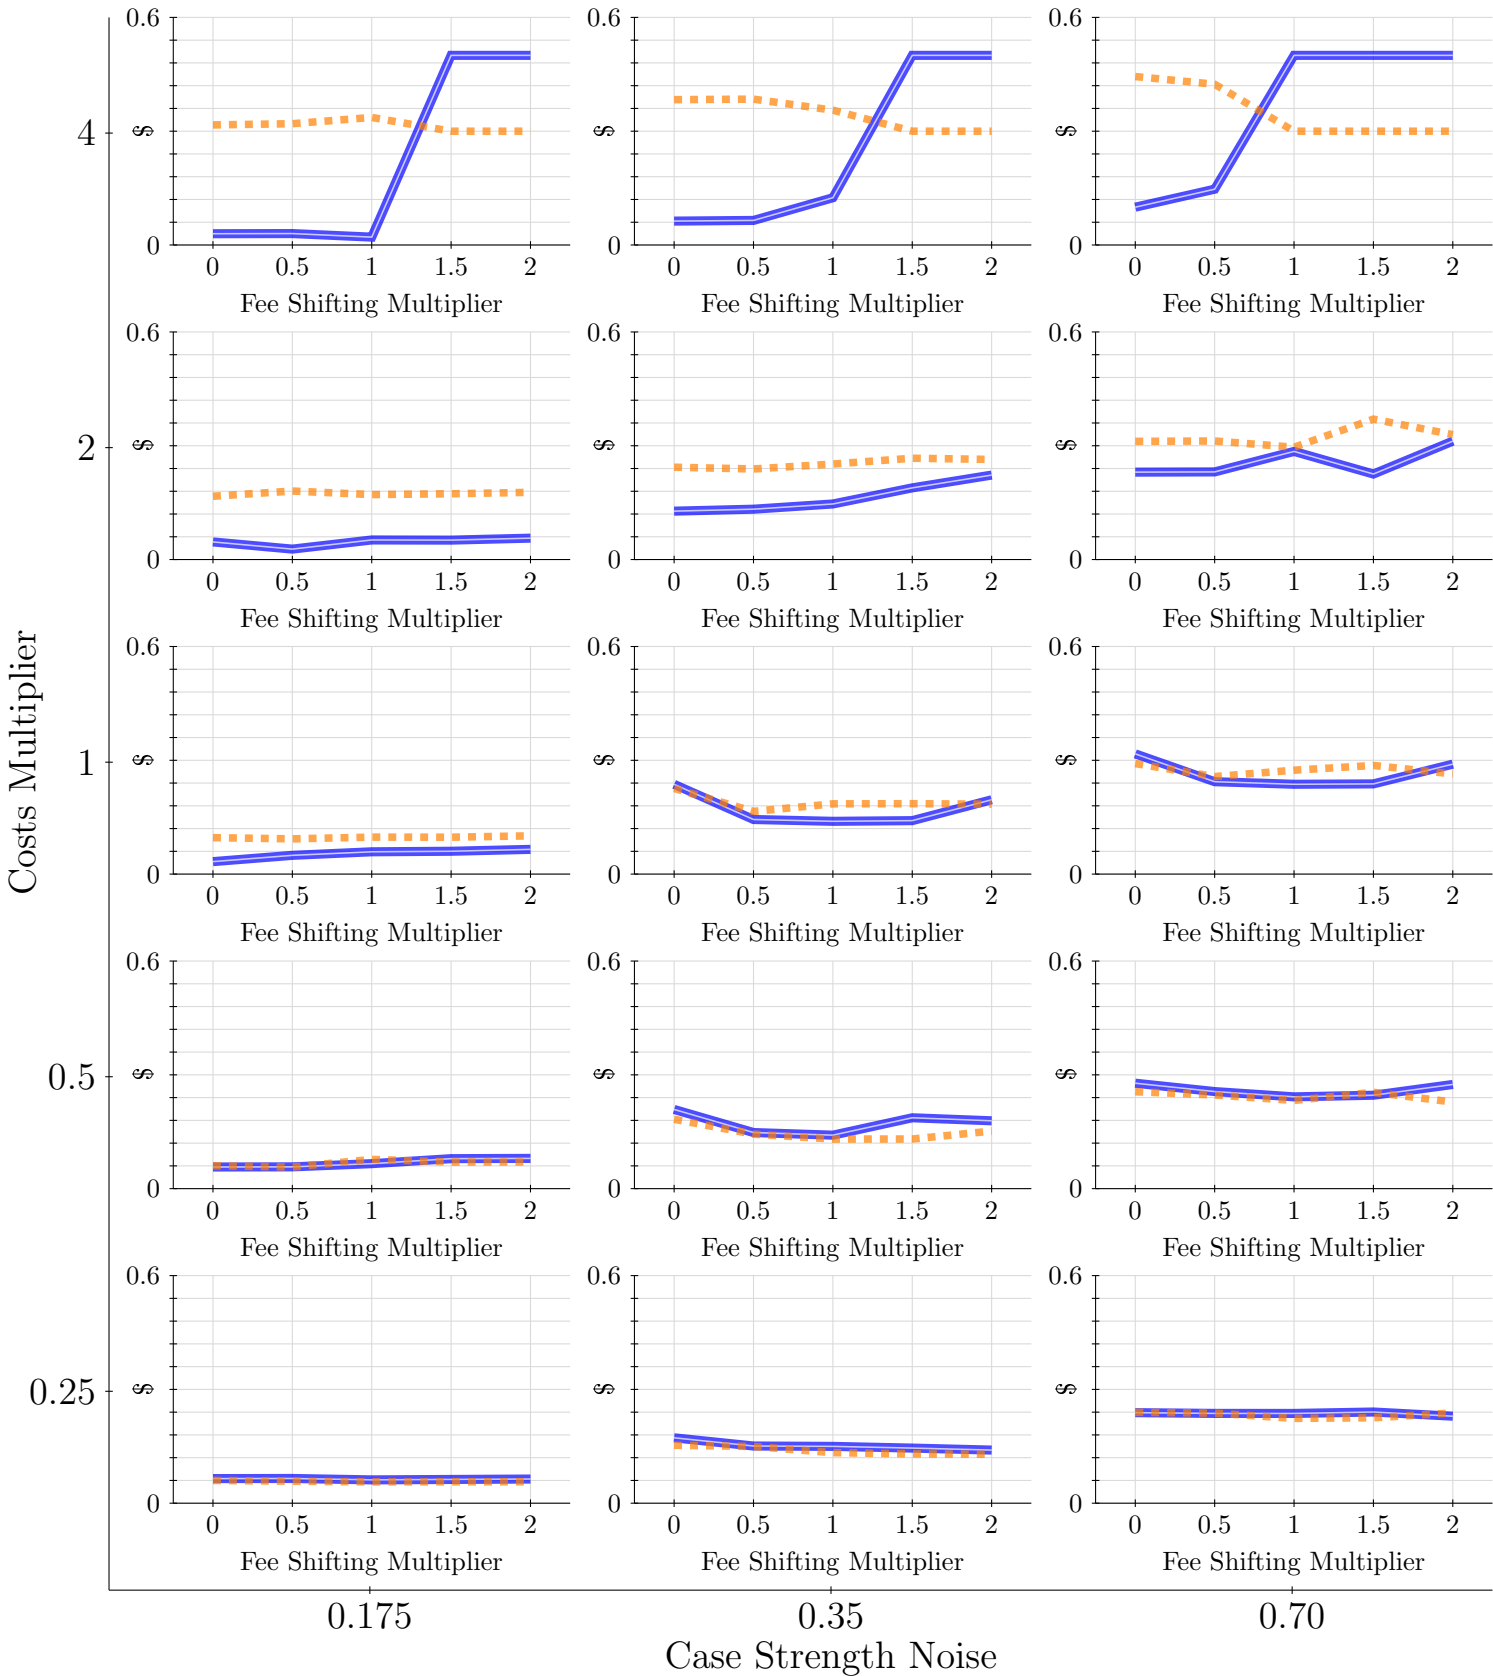 0.6 0.6 0.6
4 $ $ $
0 0 0
0 0.5 1 1.5 2 0 0.5 1 1.5 2 0 0.5 1 1.5 2
Fee Shifting Multiplier Fee Shifting Multiplier Fee Shifting Multiplier
0.6 0.6 0.6
2 $ $ $
0 0 0
0 0.5 1 1.5 2 0 0.5 1 1.5 2 0 0.5 1 1.5 2
Fee Shifting Multiplier Fee Shifting Multiplier Fee Shifting Multiplier
Costs Multiplier
0.6 0.6 0.6
1 $ $ $
0 0 0
0 0.5 1 1.5 2 0 0.5 1 1.5 2 0 0.5 1 1.5 2
Fee Shifting Multiplier Fee Shifting Multiplier Fee Shifting Multiplier
0.6 0.6 0.6
0.5 $ $ $
0 0 0
0 0.5 1 1.5 2 0 0.5 1 1.5 2 0 0.5 1 1.5 2
Fee Shifting Multiplier Fee Shifting Multiplier Fee Shifting Multiplier
0.6 0.6 0.6
0.25 $ $ $
0 0 0
0 0.5 1 1.5 2 0 0.5 1 1.5 2 0 0.5 1 1.5 2
Fee Shifting Multiplier Fee Shifting Multiplier Fee Shifting Multiplier
0.175 0.35 0.70
Case Strength Noise